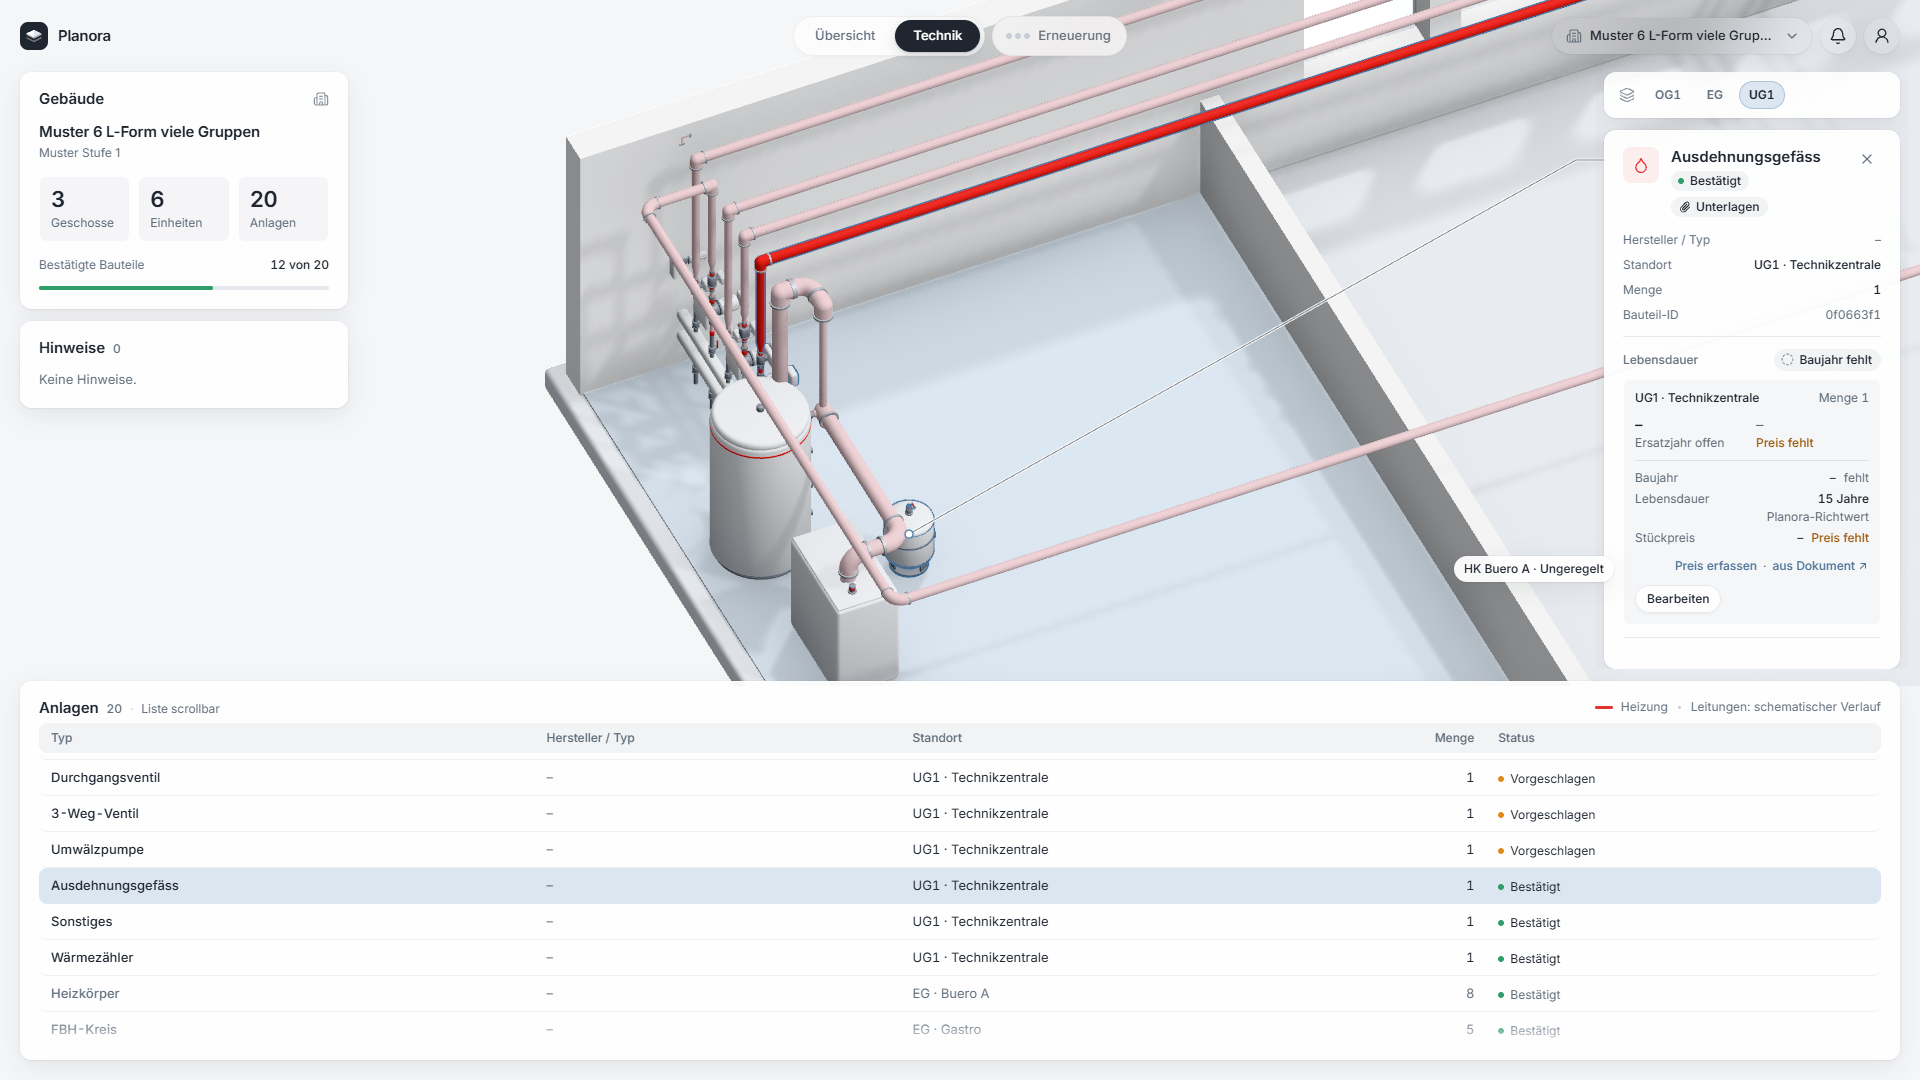 Planora
Übersicht
Technik
Erneuerung
Muster 6 L-Form viele Grup...
Gebäude
Muster 6 L-Form viele Gruppen
Muster Stufe 1
3
Geschosse
6
Einheiten
20
Anlagen
Bestätigte Bauteile
12 von 20
Hinweise 0
Keine Hinweise.
OG1
EG
UG1
Ausdehnungsgefäss
Bestätigt
Unterlagen
Hersteller / Typ –
Standort UG1 · Technikzentrale
Menge 1
Bauteil-ID 0f0663f1
Lebensdauer Baujahr fehlt
UG1 · Technikzentrale Menge 1
– –
Ersatzjahr offen Preis fehlt
Baujahr – fehlt
Lebensdauer 15 Jahre
Planora-Richtwert
Stückpreis – Preis fehlt
Preis erfassen · aus Dokument ↗
Bearbeiten
HK Buero A · Ungeregelt
Anlagen 20 · Liste scrollbar
Heizung • Leitungen: schematischer Verlauf
Typ Hersteller / Typ Standort Menge Status
Durchgangsventil – UG1 · Technikzentrale 1 Vorgeschlagen
3-Weg-Ventil – UG1 · Technikzentrale 1 Vorgeschlagen
Umwälzpumpe – UG1 · Technikzentrale 1 Vorgeschlagen
Ausdehnungsgefäss – UG1 · Technikzentrale 1 Bestätigt
Sonstiges – UG1 · Technikzentrale 1 Bestätigt
Wärmezähler – UG1 · Technikzentrale 1 Bestätigt
Heizkörper – EG · Buero A 8 Bestätigt
FBH-Kreis – EG · Gastro 5 Bestätigt